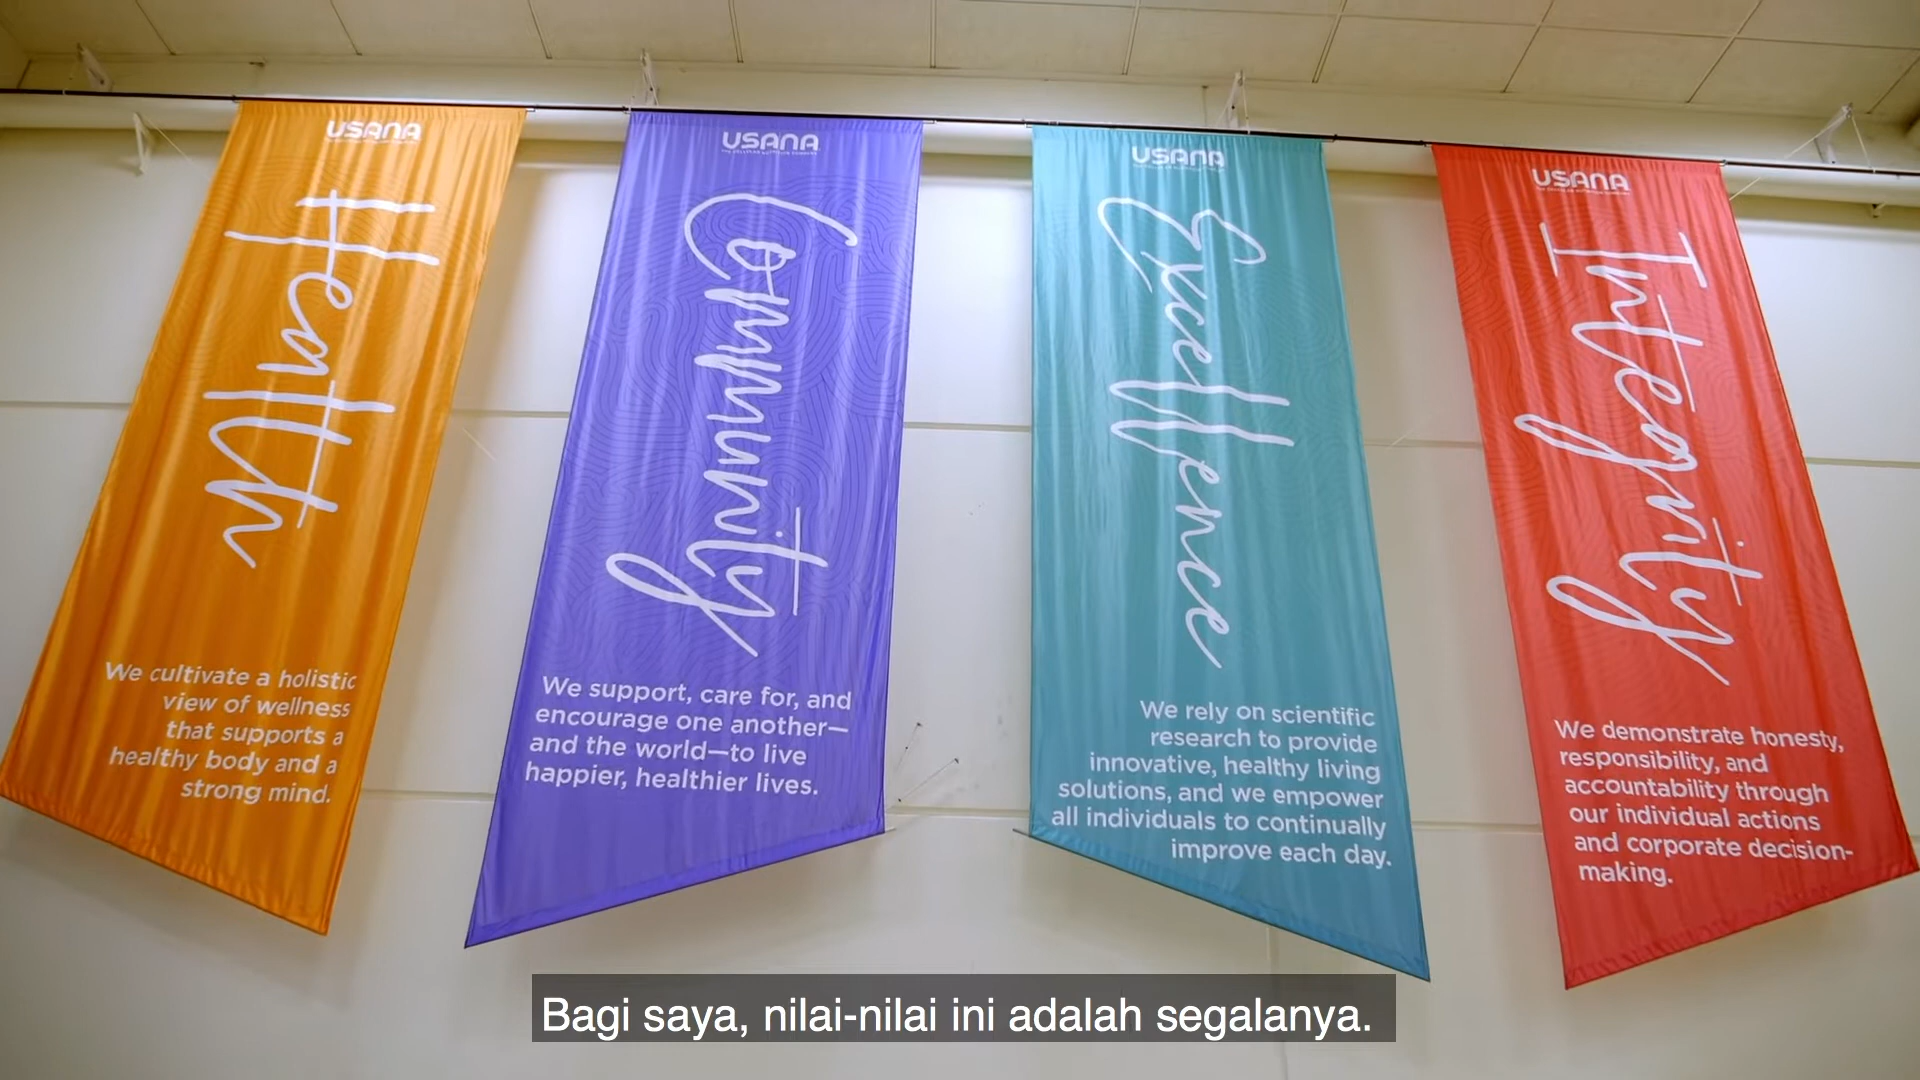 USANA
Health
We cultivate a holistic
view of wellness
that supports a
healthy body and a
strong mind.
USANA
Community
We support, care for, and
encourage one another—
and the world—to live
happier, healthier lives.
USANA
Excellence
We rely on scientific
research to provide
innovative, healthy living
solutions, and we empower
all individuals to continually
improve each day.
USANA
Integrity
We demonstrate honesty,
responsibility, and
accountability through
our individual actions
and corporate decision-
making.
Bagi saya, nilai-nilai ini adalah segalanya.